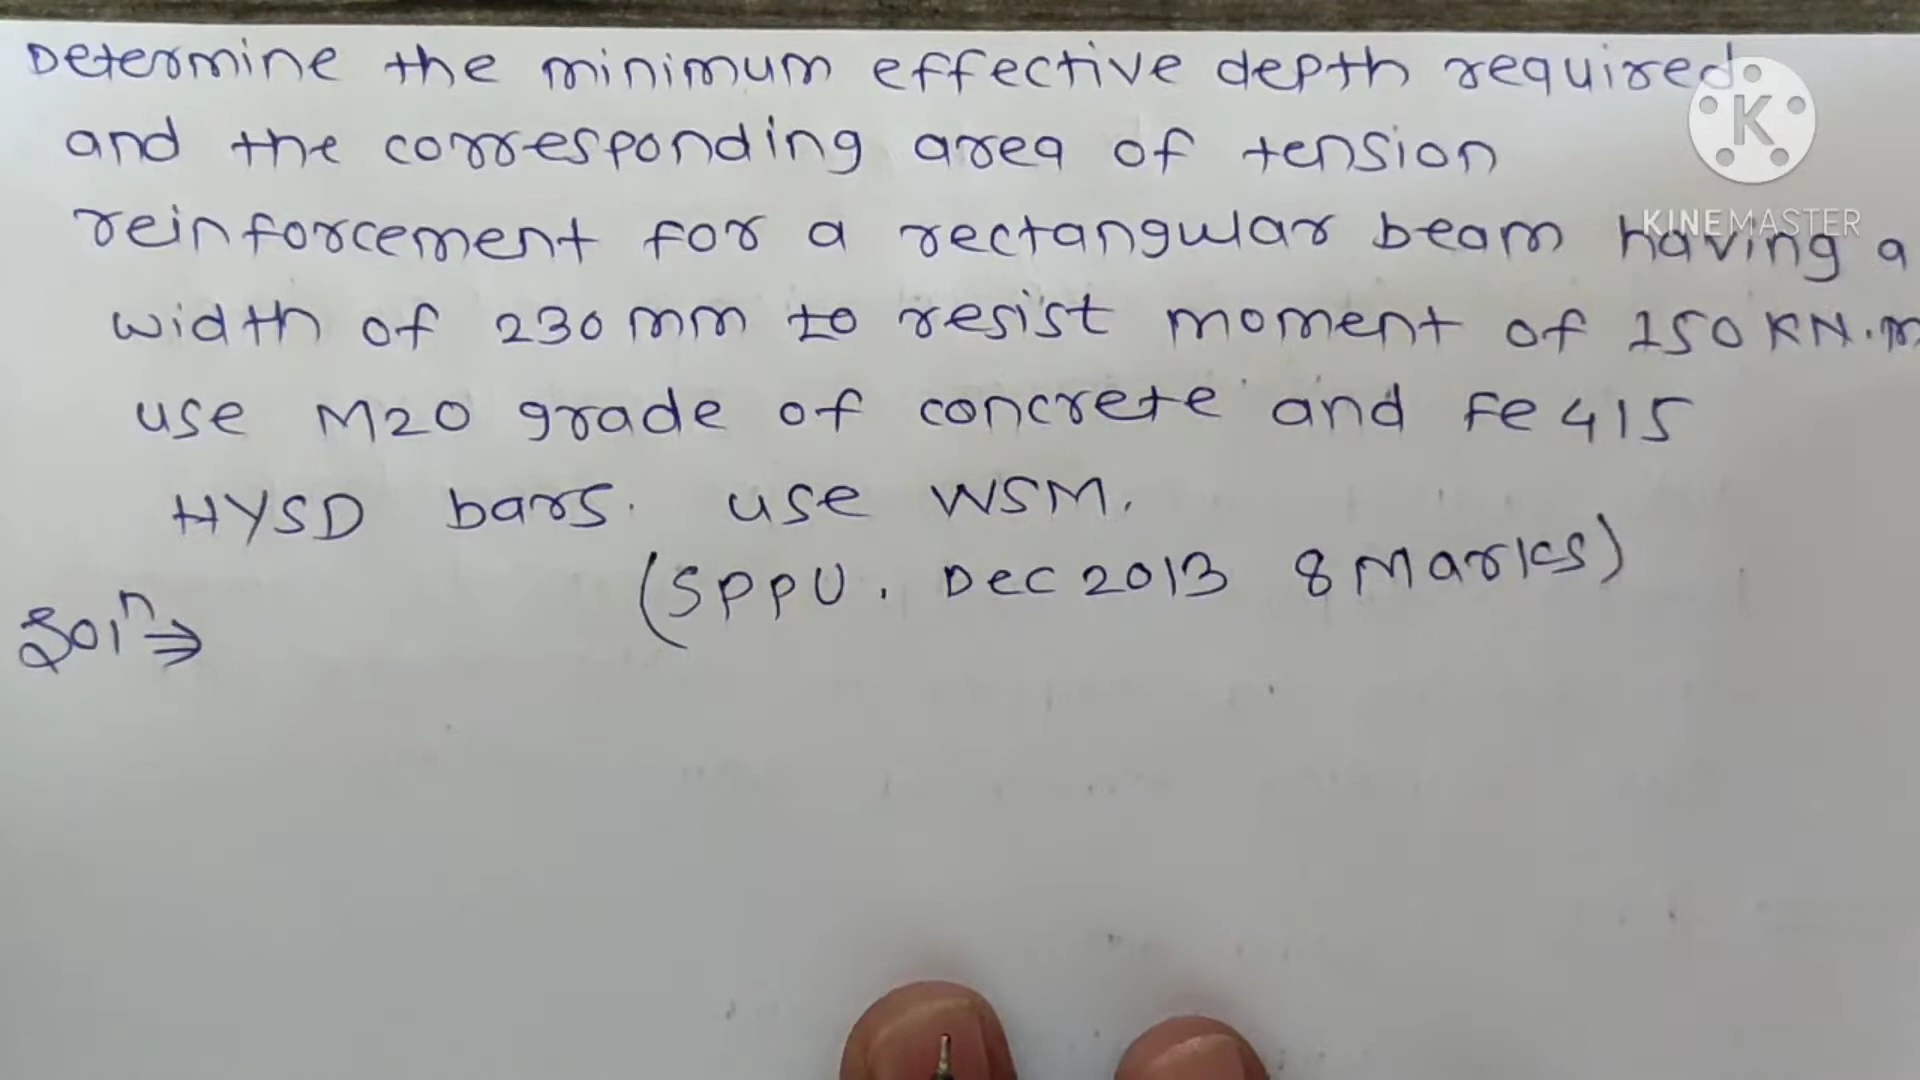 Determine the minimum effective depth required
and the corresponding area of tension
reinforcement for a rectangular beam having a
width of 230 mm to resist moment of 150 KN.m
use M20 grade of concrete and Fe 415
HYSD bars. use WSM.
(SPPU. Dec 2013 8 Marks)
Solⁿ⇒
K
KINEMASTER